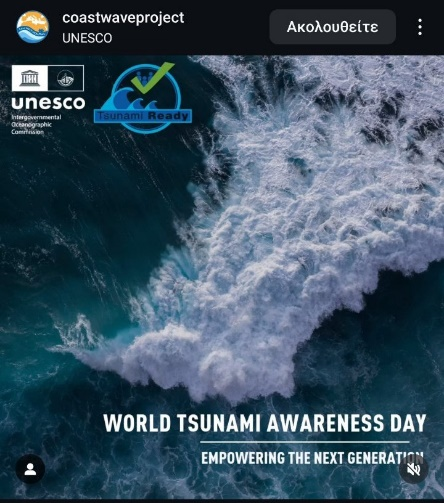 coastwaveproject
UNESCO
Ακολουθείτε
unesco
Intergovernmental
Oceanographic
Commission
Tsunami Ready
WORLD TSUNAMI AWARENESS DAY
EMPOWERING THE NEXT GENERATION